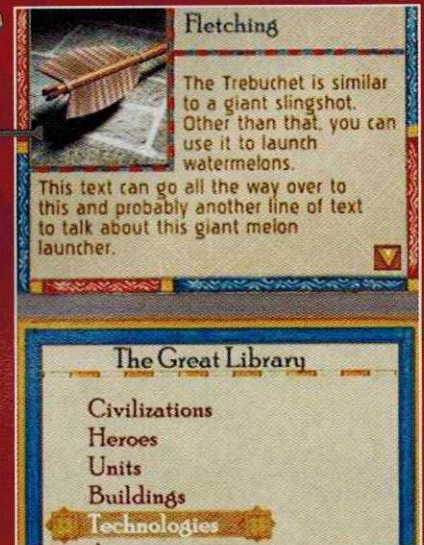 Fletching
The Trebuchet is similar
to a giant slingshot.
Other than that, you can
use it to launch
watermelons.
This text can go all the way over to
this and probably another line of text
to talk about this giant melon
launcher.
The Great Library
Civilizations
Heroes
Units
Buildings
Technologies